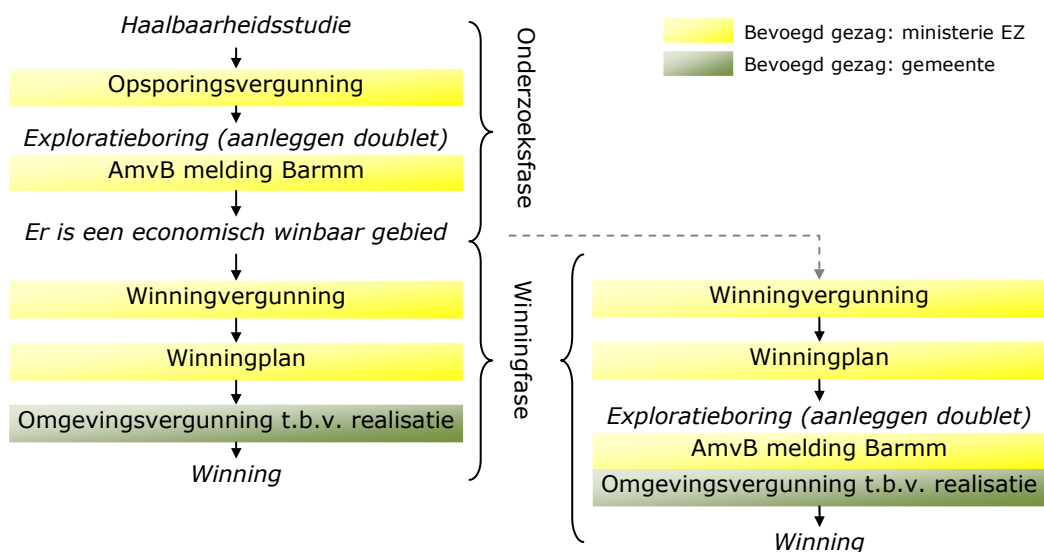 Haalbaarheidsstudie
Opsporingsvergunning
Exploratieboring (aanleggen doublet)
AmvB melding Barmm
Er is een economisch winbaar gebied
Winningvergunning
Winningplan
Omgevingsvergunning t.b.v. realisatie
Winning
Onderzoeksfase
Winningfase
Bevoegd gezag: ministerie EZ
Bevoegd gezag: gemeente
Winningvergunning
Winningplan
Exploratieboring (aanleggen doublet)
AmvB melding Barmm
Omgevingsvergunning t.b.v. realisatie
Winning